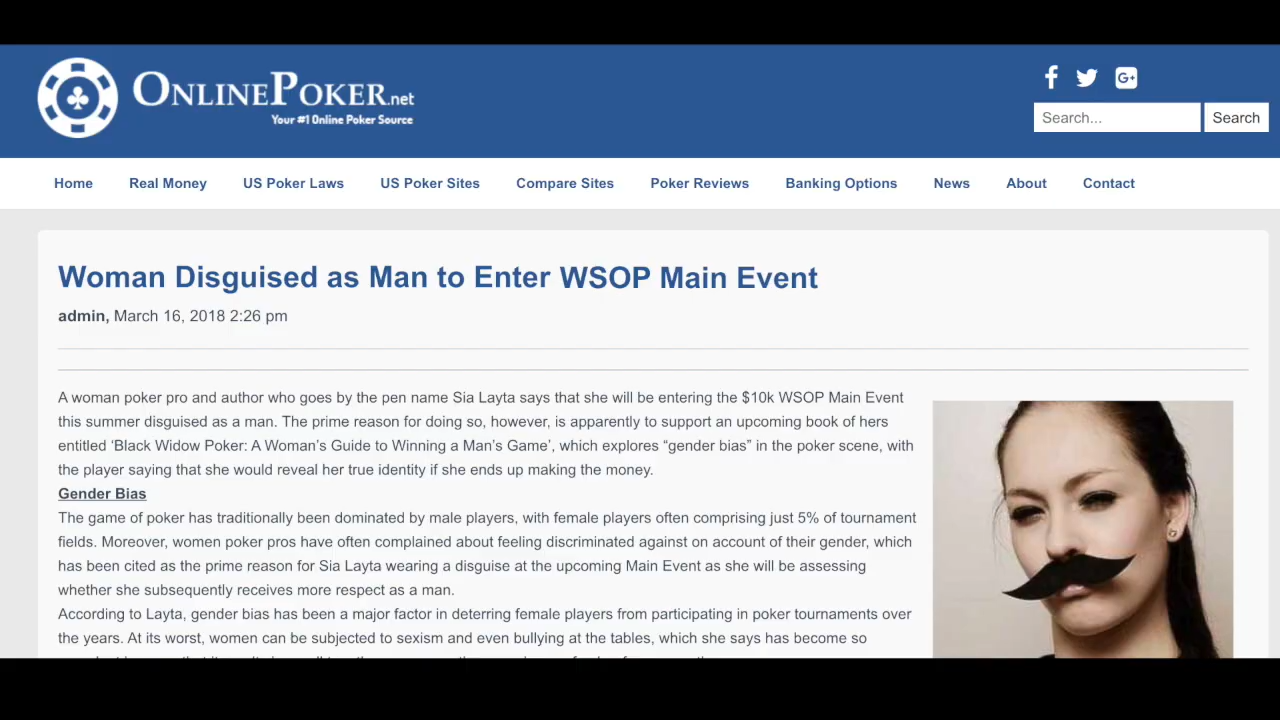 OnlinePoker.net
Your #1 Online Poker Source
Search...
Search
Home Real Money US Poker Laws US Poker Sites Compare Sites Poker Reviews Banking Options News About Contact
Woman Disguised as Man to Enter WSOP Main Event
admin, March 16, 2018 2:26 pm
A woman poker pro and author who goes by the pen name Sia Layta says that she will be entering the $10k WSOP Main Event
this summer disguised as a man. The prime reason for doing so, however, is apparently to support an upcoming book of hers
entitled ‘Black Widow Poker: A Woman’s Guide to Winning a Man’s Game’, which explores “gender bias” in the poker scene, with
the player saying that she would reveal her true identity if she ends up making the money.
Gender Bias
The game of poker has traditionally been dominated by male players, with female players often comprising just 5% of tournament
fields. Moreover, women poker pros have often complained about feeling discriminated against on account of their gender, which
has been cited as the prime reason for Sia Layta wearing a disguise at the upcoming Main Event as she will be assessing
whether she subsequently receives more respect as a man.
According to Layta, gender bias has been a major factor in deterring female players from participating in poker tournaments over
the years. At its worst, women can be subjected to sexism and even bullying at the tables, which she says has become so